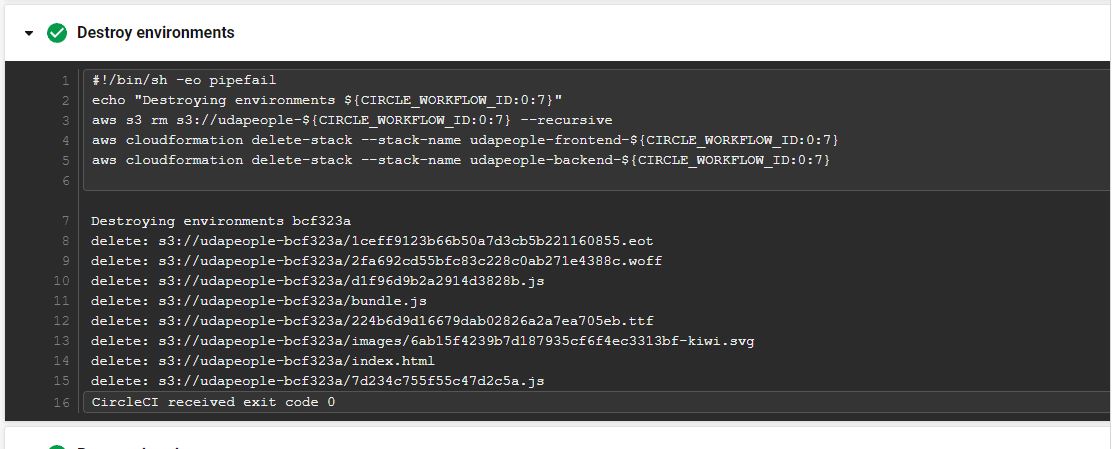 Destroy environments
1 #!/bin/sh -eo pipefail
2 echo "Destroying environments ${CIRCLE_WORKFLOW_ID:0:7}"
3 aws s3 rm s3://udapeople-${CIRCLE_WORKFLOW_ID:0:7} --recursive
4 aws cloudformation delete-stack --stack-name udapeople-frontend-${CIRCLE_WORKFLOW_ID:0:7}
5 aws cloudformation delete-stack --stack-name udapeople-backend-${CIRCLE_WORKFLOW_ID:0:7}
6
7 Destroying environments bcf323a
8 delete: s3://udapeople-bcf323a/1ceff9123b66b50a7d3cb5b221160855.eot
9 delete: s3://udapeople-bcf323a/2fa692cd55bfc83c228c0ab271e4388c.woff
10 delete: s3://udapeople-bcf323a/d1f96d9b2a2914d3828b.js
11 delete: s3://udapeople-bcf323a/bundle.js
12 delete: s3://udapeople-bcf323a/224b6d9d16679dab02826a2a7ea705eb.ttf
13 delete: s3://udapeople-bcf323a/images/6ab15f4239b7d187935cf6f4ec3313bf-kiwi.svg
14 delete: s3://udapeople-bcf323a/index.html
15 delete: s3://udapeople-bcf323a/7d234c755f55c47d2c5a.js
16 CircleCI received exit code 0